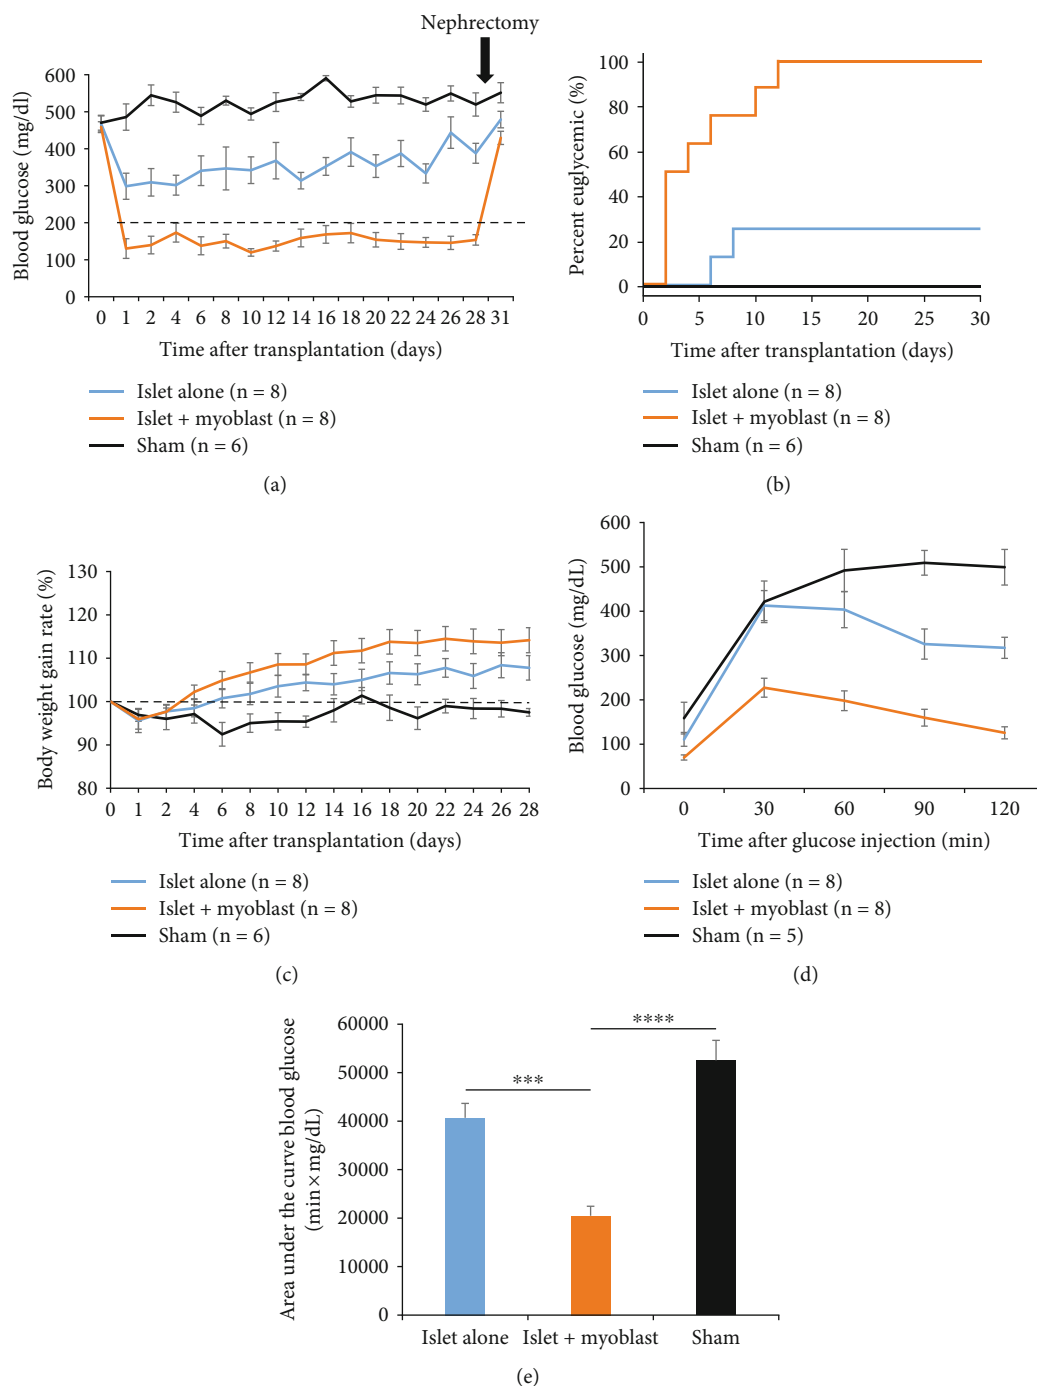 Nephrectomy
Blood glucose (mg/dl)
600
500
400
300
200
100
0
0 1 2 4 6 8 10 12 14 16 18 20 22 24 26 28 31
Time after transplantation (days)
Islet alone (n = 8)
Islet + myoblast (n = 8)
Sham (n = 6)
(a)
Percent euglycemic (%)
100
80
60
40
20
0
0 5 10 15 20 25 30
Time after transplantation (days)
Islet alone (n = 8)
Islet + myoblast (n = 8)
Sham (n = 6)
(b)
Body weight gain rate (%)
130
120
110
100
90
80
0 1 2 4 6 8 10 12 14 16 18 20 22 24 26 28
Time after transplantation (days)
Islet alone (n = 8)
Islet + myoblast (n = 8)
Sham (n = 6)
(c)
Blood glucose (mg/dL)
600
500
400
300
200
100
0
0 30 60 90 120
Time after glucose injection (min)
Islet alone (n = 8)
Islet + myoblast (n = 8)
Sham (n = 5)
(d)
Area under the curve blood glucose
(min×mg/dL)
60000
50000
40000
30000
20000
10000
0
***
****
Islet alone Islet + myoblast Sham
(e)